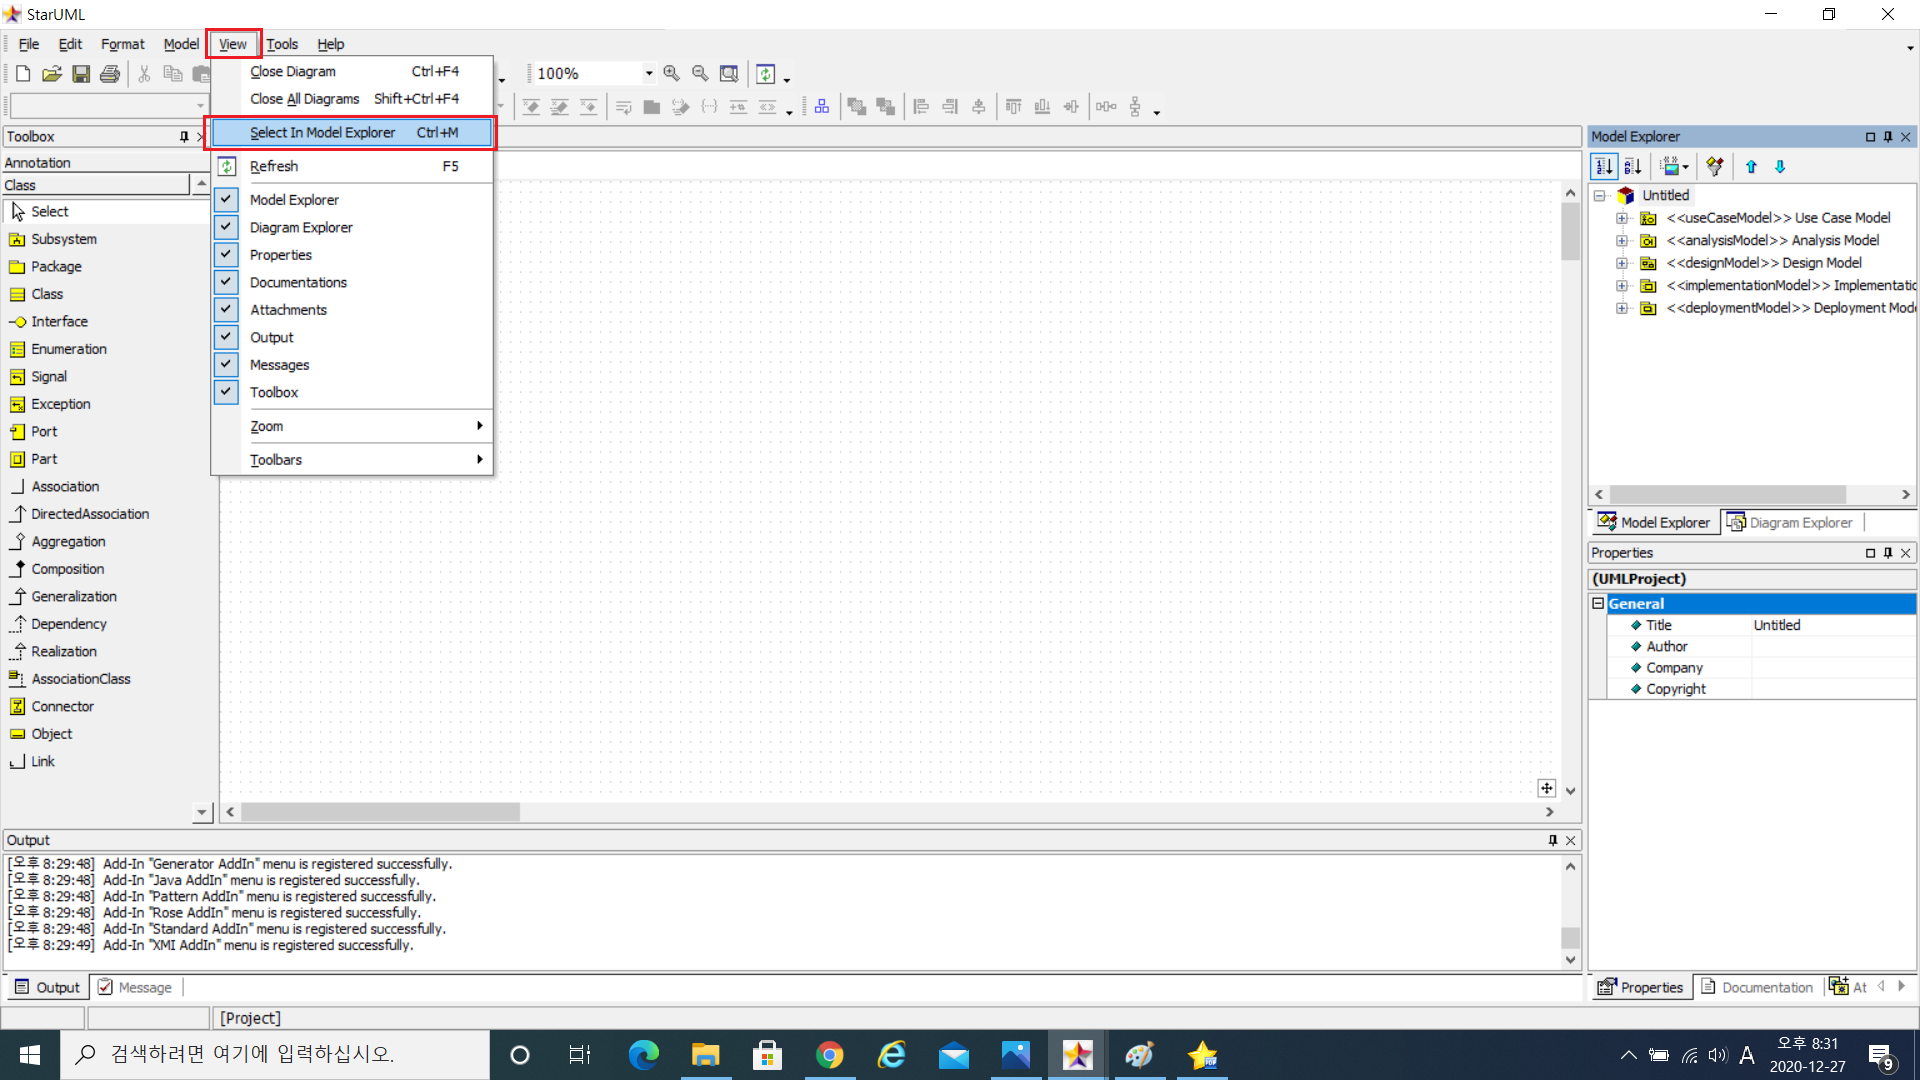 StarUML
File Edit Format Model View Tools Help
100%
Close Diagram Ctrl+F4
Close All Diagrams Shift+Ctrl+F4
Select In Model Explorer Ctrl+M
Refresh F5
Model Explorer
Diagram Explorer
Properties
Documentations
Attachments
Output
Messages
Toolbox
Zoom
Toolbars
Toolbox
Annotation
Class
Select
Subsystem
Package
Class
Interface
Enumeration
Signal
Exception
Port
Part
Association
DirectedAssociation
Aggregation
Composition
Generalization
Dependency
Realization
AssociationClass
Connector
Object
Link
Model Explorer
Untitled
<<useCaseModel>> Use Case Model
<<analysisModel>> Analysis Model
<<designModel>> Design Model
<<implementationModel>> Implementatio
<<deploymentModel>> Deployment Mode
Model Explorer Diagram Explorer
Properties
(UMLProject)
General
Title Untitled
Author
Company
Copyright
Output
[오후 8:29:48] Add-In "Generator AddIn" menu is registered successfully.
[오후 8:29:48] Add-In "Java AddIn" menu is registered successfully.
[오후 8:29:48] Add-In "Pattern AddIn" menu is registered successfully.
[오후 8:29:48] Add-In "Rose AddIn" menu is registered successfully.
[오후 8:29:48] Add-In "Standard AddIn" menu is registered successfully.
[오후 8:29:49] Add-In "XMI AddIn" menu is registered successfully.
Output Message
Properties Documentation At
[Project]
검색하려면 여기에 입력하십시오.
A
오후 8:31
2020-12-27
9